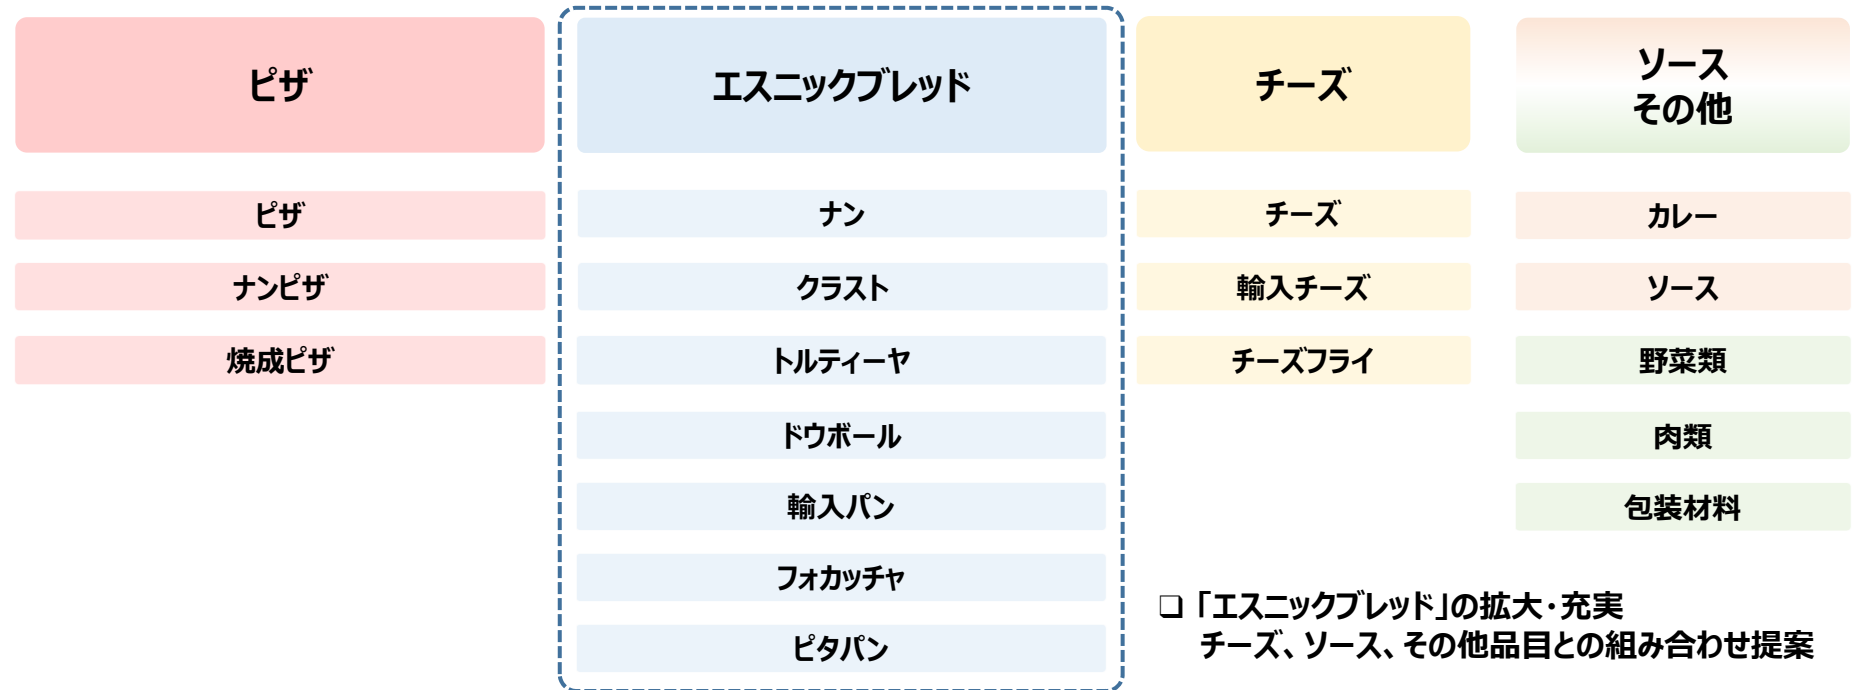 ピザ
ピザ
ナンピザ
焼成ピザ
エスニックブレッド
ナン
クラスト
トルティーヤ
ドウボール
輸入パン
フォカッチャ
ピタパン
チーズ
チーズ
輸入チーズ
チーズフライ
ソース
その他
カレー
ソース
野菜類
肉類
包装材料
❑「エスニックブレッド」の拡大・充実
チーズ、ソース、その他品目との組み合わせ提案